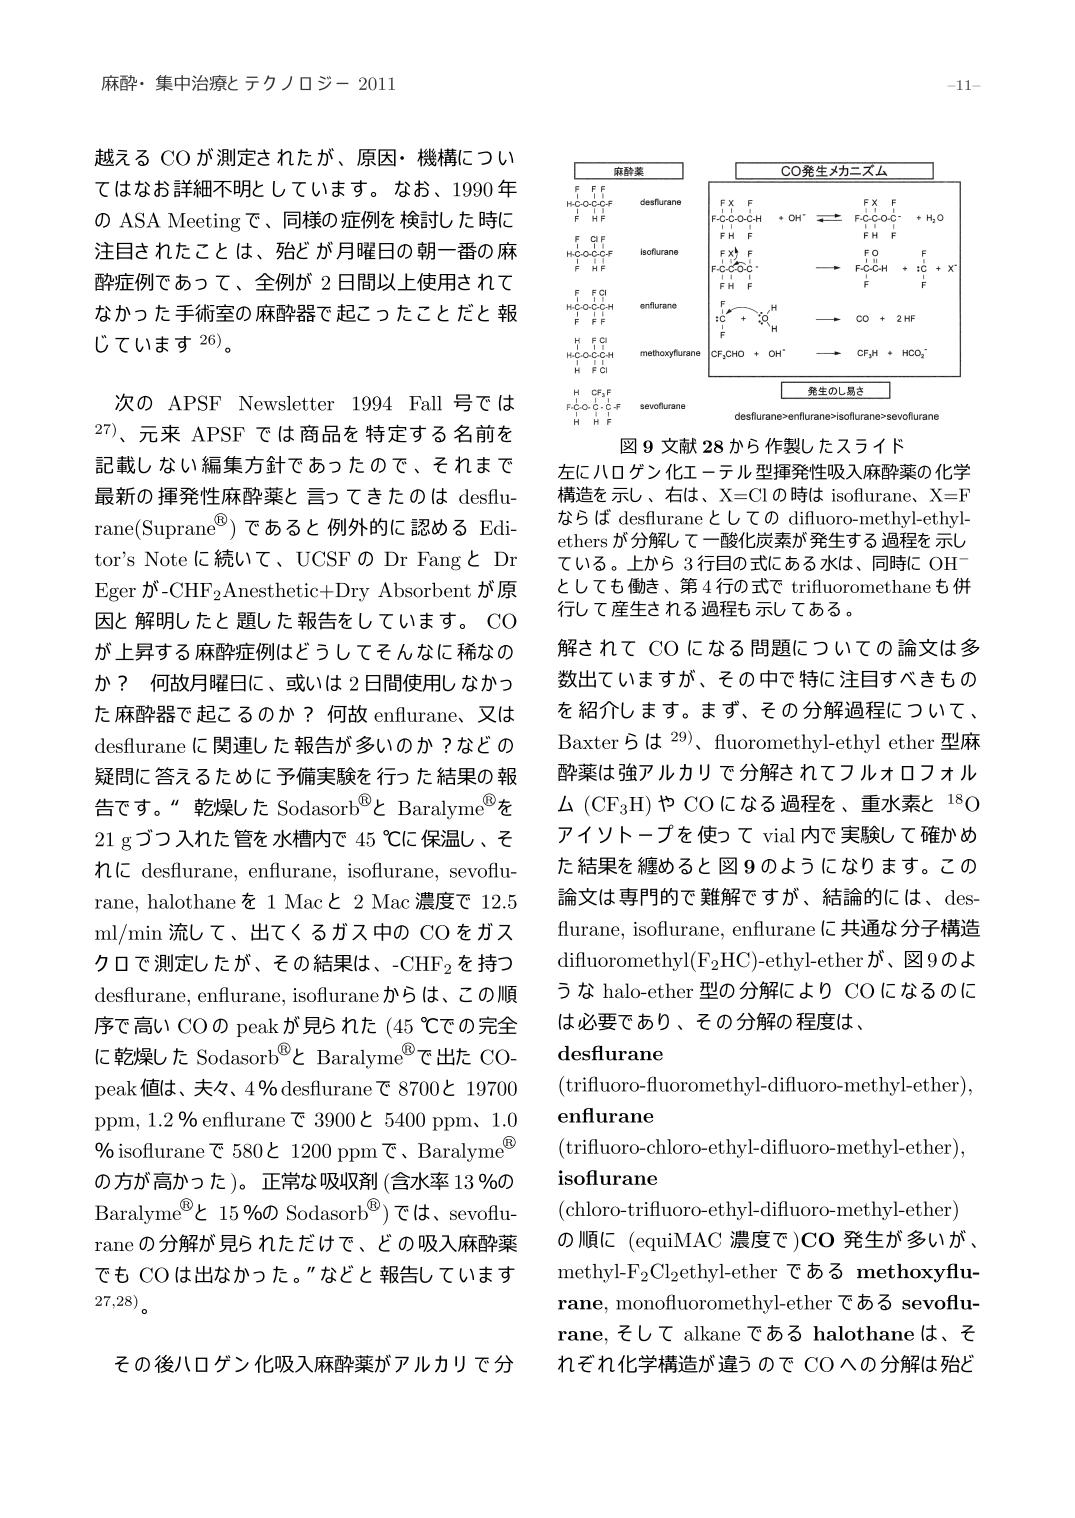 麻酔・集中治療とテクノロジー 2011
–11–
越える CO が測定されたが、原因・機構につい
てはなお詳細不明としています。なお、1990 年
の ASA Meeting で、同様の症例を検討した時に
注目されたことは、殆どが月曜日の朝一番の麻
酔症例であって、全例が 2 日間以上使用されて
なかった手術室の麻酔器で起こったことだと報
じています 26)。
次の APSF Newsletter 1994 Fall 号では
27)、元来 APSF では商品を特定する名前を
記載しない編集方針であったので、それまで
最新の揮発性麻酔薬と言ってきたのは desflu-
rane(Suprane®) であると例外的に認める Edi-
tor's Note に続いて、UCSF の Dr Fang と Dr
Eger が-CHF₂Anesthetic+Dry Absorbent が原
因と解明したと題した報告をしています。 CO
が上昇する麻酔症例はどうしてそんなに稀なの
か？ 何故月曜日に、或いは 2 日間使用しなかっ
た麻酔器で起こるのか？ 何故 enflurane、又は
desflurane に関連した報告が多いのか？などの
疑問に答えるために予備実験を行った結果の報
告です。“ 乾燥した Sodasorb®と Baralyme®を
21 g づつ入れた管を水槽内で 45 ℃に保温し、そ
れに desflurane, enflurane, isoflurane, sevoflu-
rane, halothane を 1 Mac と 2 Mac 濃度で 12.5
ml/min 流して、出てくるガス中の CO をガス
クロで測定したが、その結果は、-CHF₂ を持つ
desflurane, enflurane, isoflurane からは、この順
序で高い CO の peak が見られた (45 ℃での完全
に乾燥した Sodasorb®と Baralyme®で出た CO-
peak 値は、夫々、4 % desflurane で 8700 と 19700
ppm, 1.2 % enflurane で 3900 と 5400 ppm、1.0
% isoflurane で 580 と 1200 ppm で、Baralyme®
の方が高かった)。 正常な吸収剤 (含水率 13 %の
Baralyme®と 15 %の Sodasorb®) では、sevoflu-
rane の分解が見られただけで、どの吸入麻酔薬
でも CO は出なかった。” などと報告しています
27,28)。
その後ハロゲン化吸入麻酔薬がアルカリで分
麻酔薬
CO発生メカニズム
F F F
H-C-O-C-C-F
F H F
desflurane
F Cl F
H-C-O-C-C-F
F H F
isoflurane
F F Cl
H-C-O-C-C-H
F F F
enflurane
H F Cl
H-C-O-C-C-H
H F Cl
methoxyflurane
H CF₃ F
F-C-O- C - C -F
H H F
sevoflurane
F X F
F-C-C-O-C-H + OH⁻ ⇌ F-C-C-O-C⁻ + H₂O
F H F
F X F
F-C-C-O-C⁻ → F-C-C-H + :C + X⁻
F H F
F
:C + :O H H → CO + 2 HF
F
CF₃CHO + OH⁻ → CF₃H + HCO₂⁻
発生のし易さ
desflurane>enflurane>isoflurane>sevoflurane
図 9 文献 28 から作製したスライド
左にハロゲン化エーテル型揮発性吸入麻酔薬の化学
構造を示し、右は、X=Cl の時は isoflurane、X=F
ならば desflurane としての difluoro-methyl-ethyl-
ethers が分解して一酸化炭素が発生する過程を示し
ている。上から 3 行目の式にある水は、同時に OH⁻
としても働き、第 4 行の式で trifluoromethane も併
行して産生される過程も示してある。
解されて CO になる問題についての論文は多
数出ていますが、その中で特に注目すべきもの
を紹介します。まず、その分解過程について、
Baxter らは 29)、fluoromethyl-ethyl ether 型麻
酔薬は強アルカリで分解されてフルォロフォル
ム (CF₃H) や CO になる過程を、重水素と ¹⁸O
アイソトープを使って vial 内で実験して確かめ
た結果を纏めると図 9 のようになります。この
論文は専門的で難解ですが、結論的には、des-
flurane, isoflurane, enflurane に共通な分子構造
difluoromethyl(F₂HC)-ethyl-ether が、図 9 のよ
うな halo-ether 型の分解により CO になるのに
は必要であり、その分解の程度は、
desflurane
(trifluoro-fluoromethyl-difluoro-methyl-ether),
enflurane
(trifluoro-chloro-ethyl-difluoro-methyl-ether),
isoflurane
(chloro-trifluoro-ethyl-difluoro-methyl-ether)
の順に (equiMAC 濃度で)CO 発生が多いが、
methyl-F₂Cl₂ethyl-ether である methoxyflu-
rane, monofluoromethyl-ether である sevoflu-
rane, そして alkane である halothane は、そ
れぞれ化学構造が違うので CO への分解は殆ど